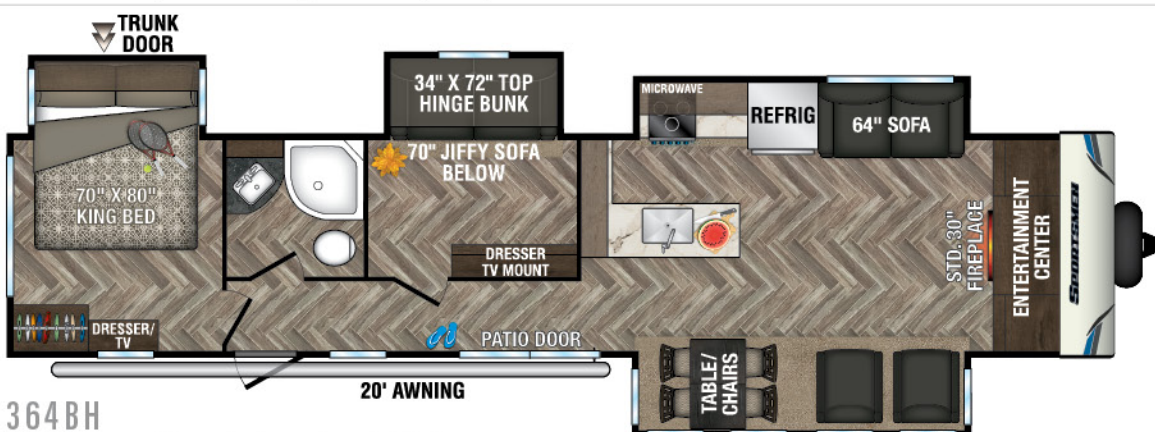 TRUNK
DOOR
34" X 72" TOP
HINGE BUNK
70" JIFFY SOFA
BELOW
MICROWAVE
REFRIG
64" SOFA
70" X 80"
KING BED
DRESSER
TV MOUNT
STD. 30"
FIREPLACE
ENTERTAINMENT
CENTER
SPORTSMEN
DRESSER/
TV
PATIO DOOR
TABLE/
CHAIRS
20' AWNING
364BH